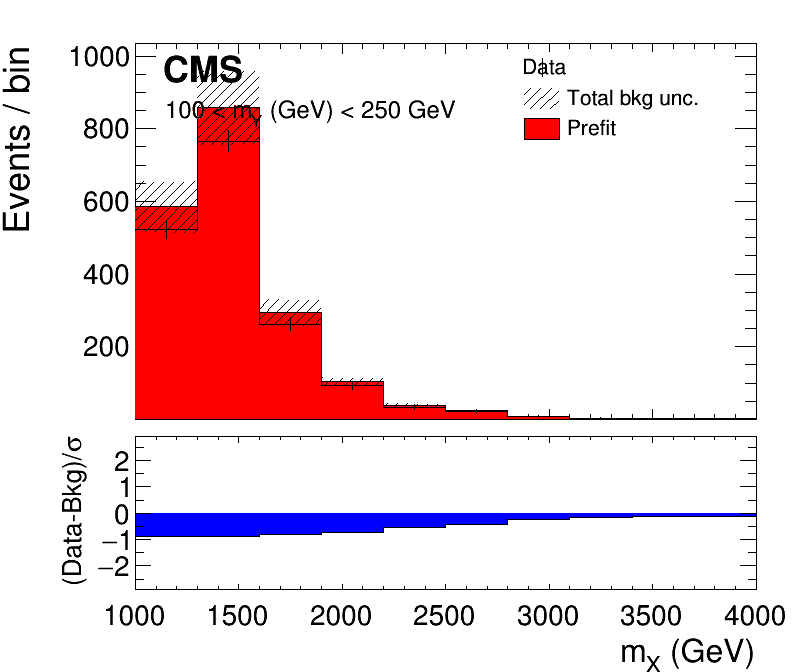 Events / bin
1000
800
600
400
200
CMS
100 < mY (GeV) < 250 GeV
Data
Total bkg unc.
Prefit
(Data-Bkg)/σ
2
1
0
−1
−2
1000 1500 2000 2500 3000 3500 4000
mX (GeV)